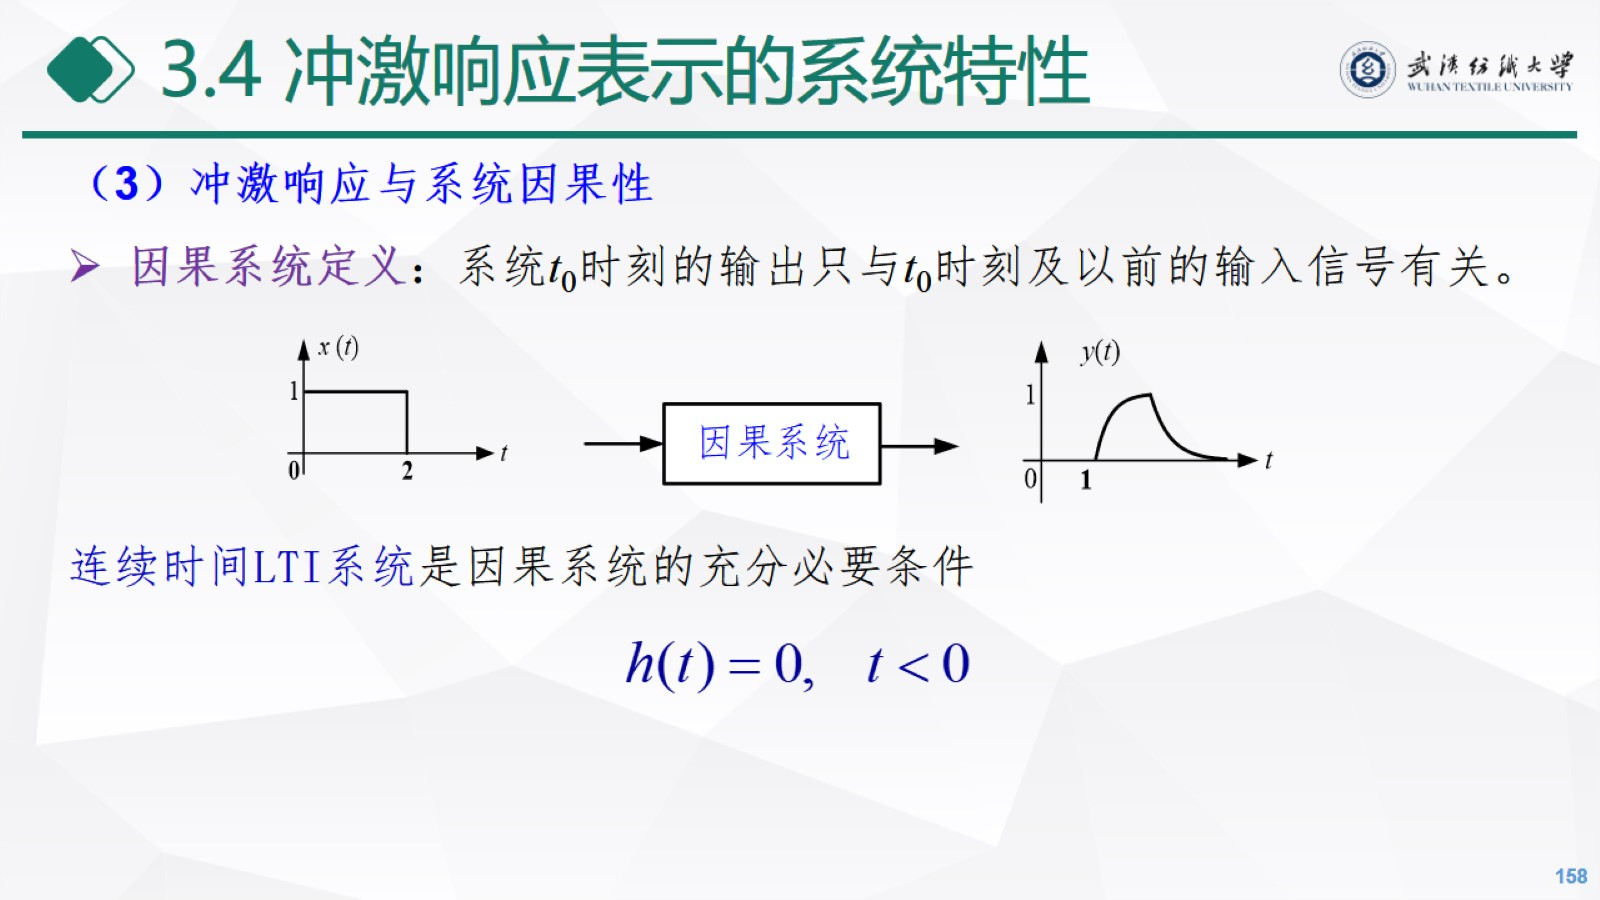 3.4 冲激响应表示的系统特性
武汉纺织大学
WUHAN TEXTILE UNIVERSITY
（3）冲激响应与系统因果性
➢ 因果系统定义：系统t₀时刻的输出只与t₀时刻及以前的输入信号有关。
x (t)
1
0 2 t
因果系统
y(t)
1
0 1 t
连续时间LTI系统是因果系统的充分必要条件
h(t) = 0, t < 0
158